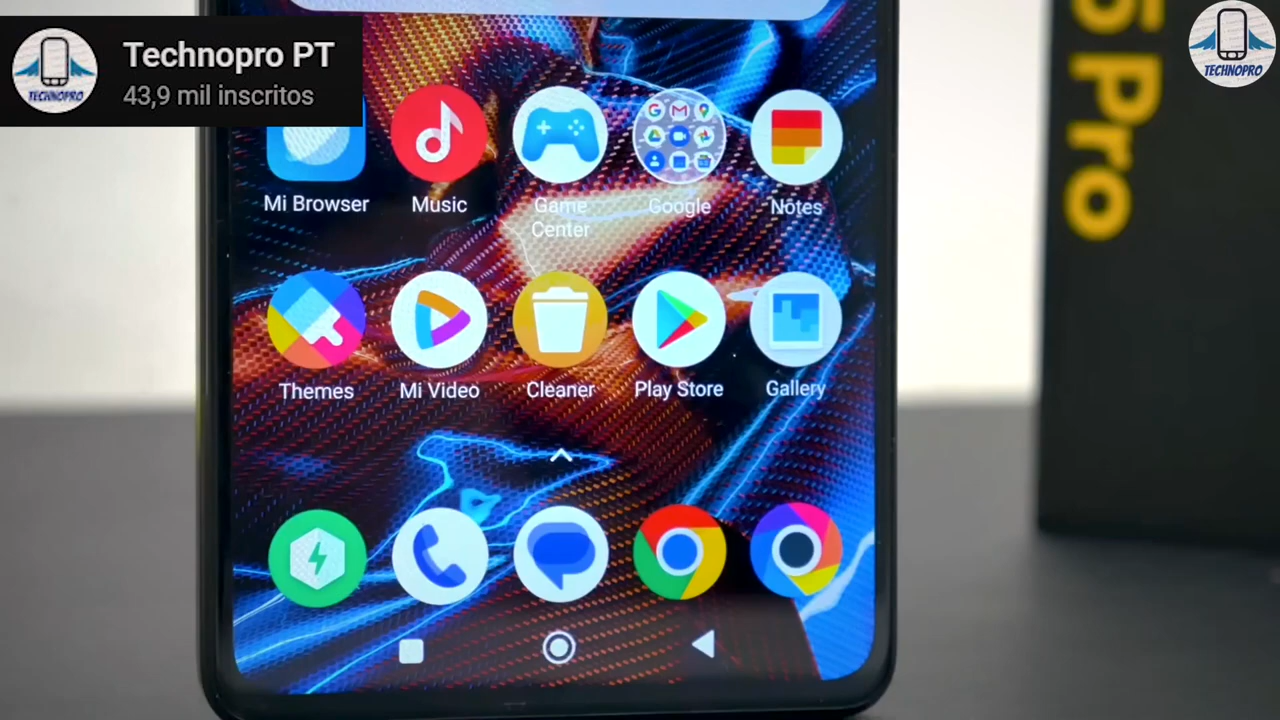 Technopro PT
43,9 mil inscritos
TECHNOPRO
TECHNOPRO
5 Pro
Mi Browser
Music
Game
Center
Google
Notes
Themes
Mi Video
Cleaner
Play Store
Gallery